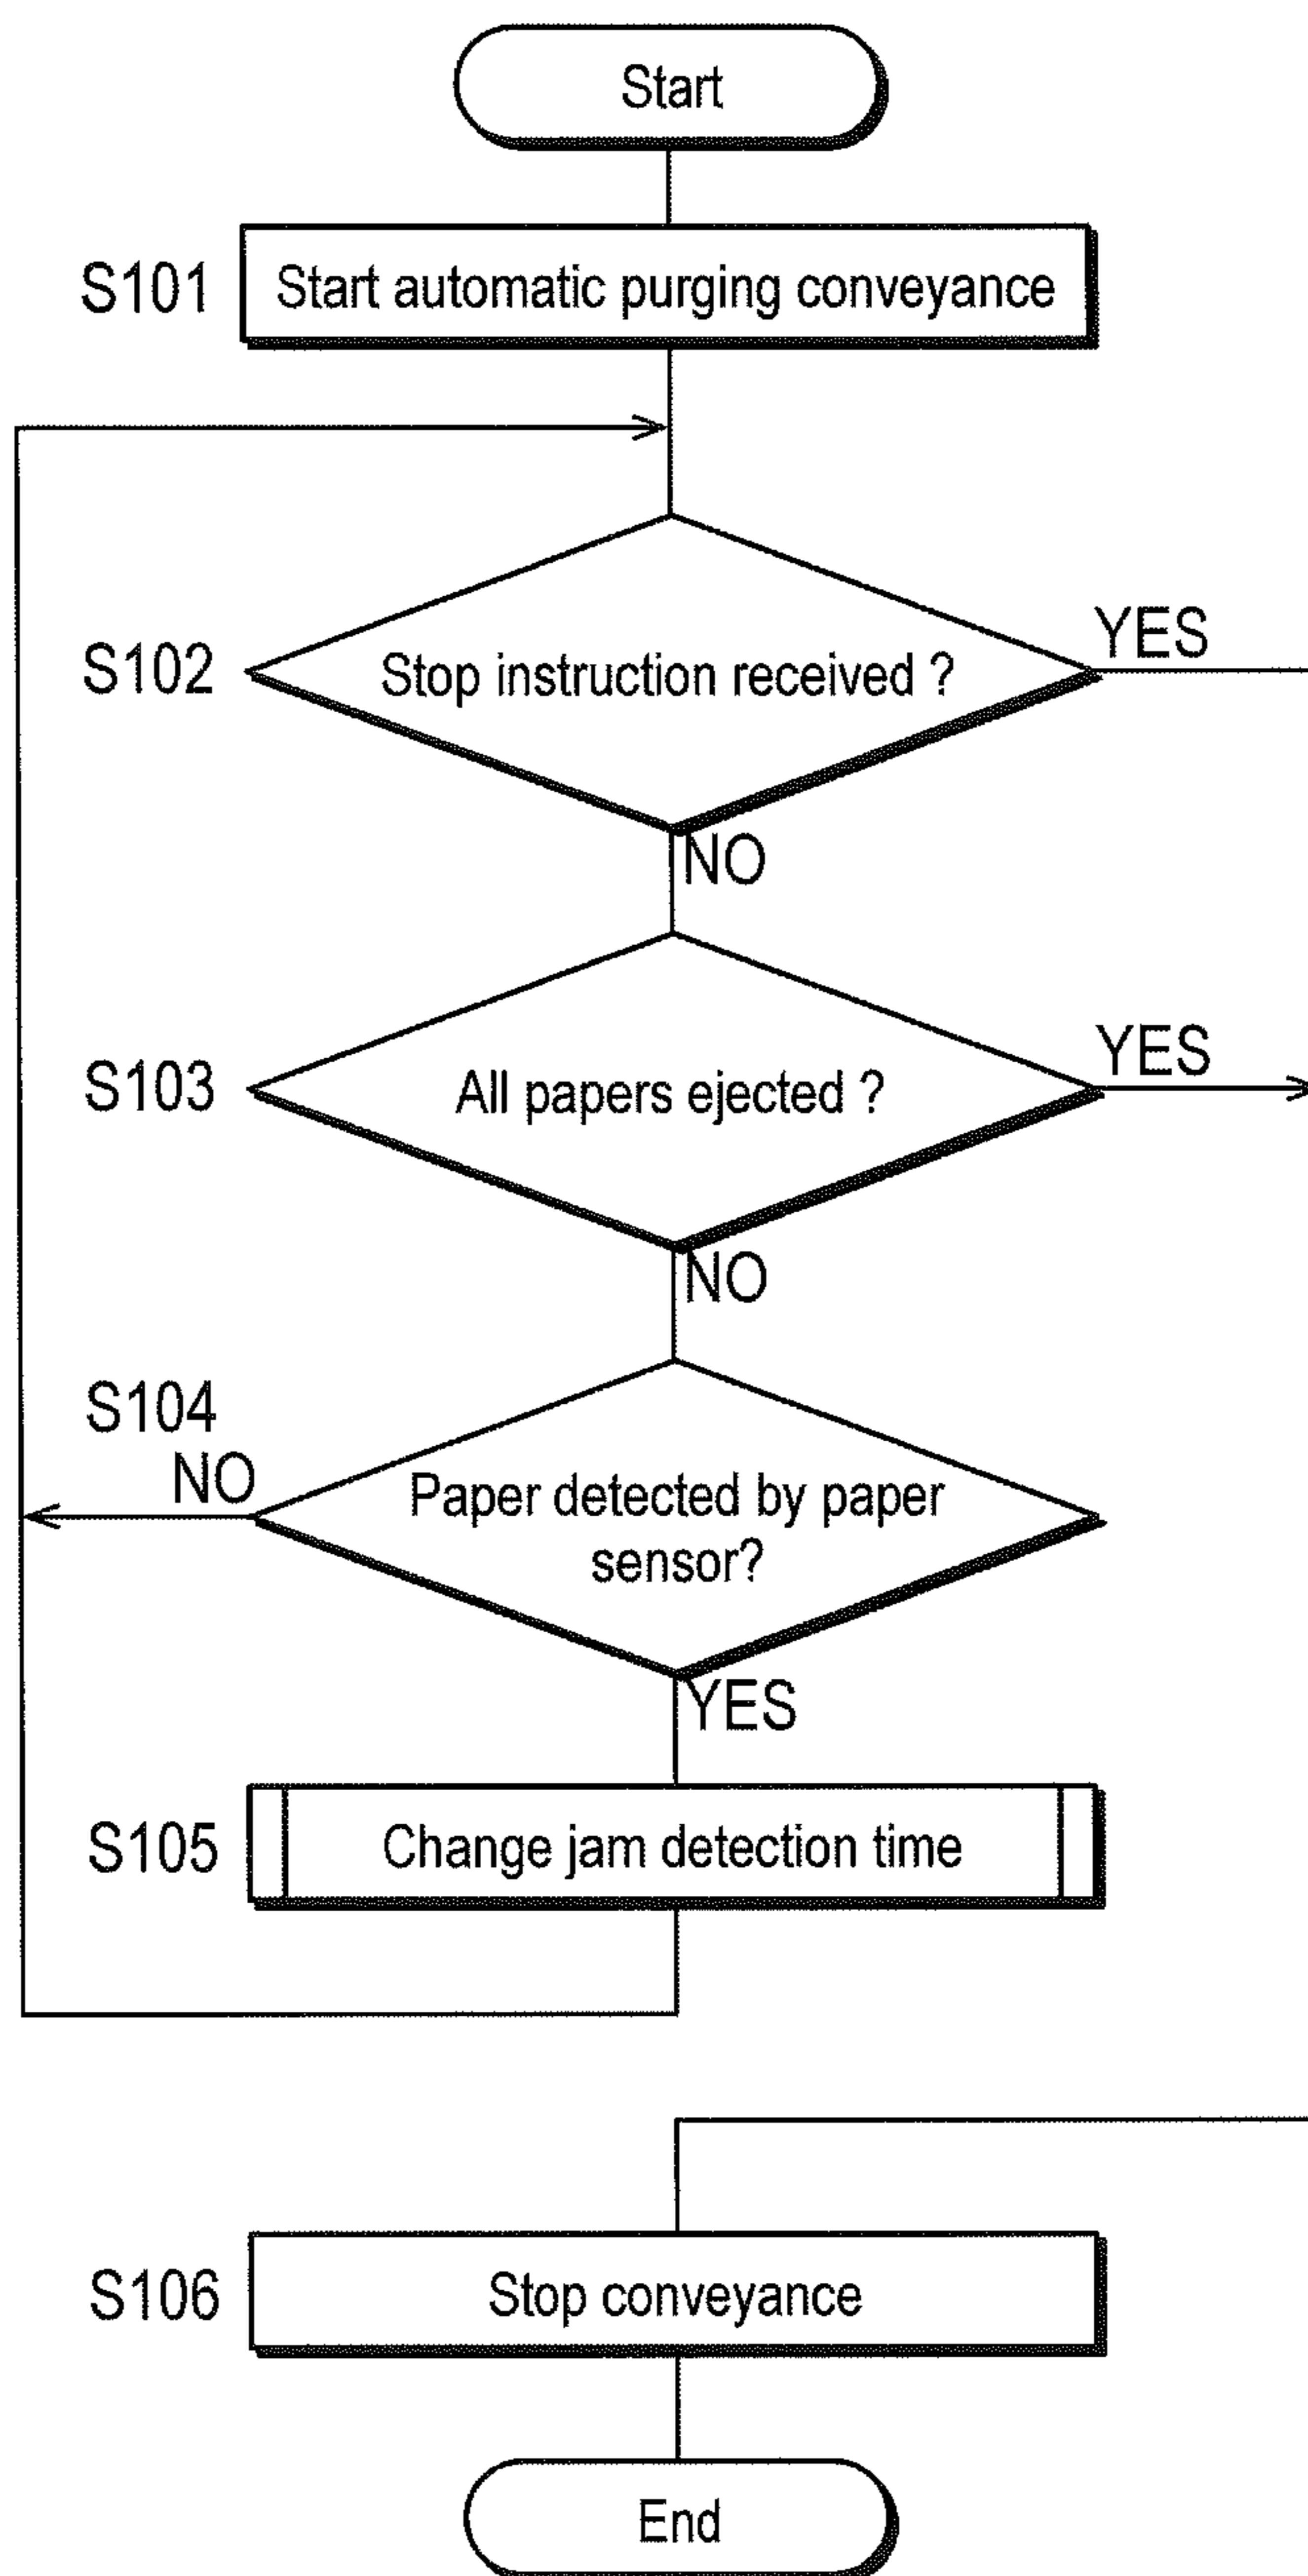 Start
S101
Start automatic purging conveyance
S102
Stop instruction received ?
YES
NO
S103
All papers ejected ?
YES
NO
S104
NO
Paper detected by paper
sensor?
YES
S105
Change jam detection time
S106
Stop conveyance
End